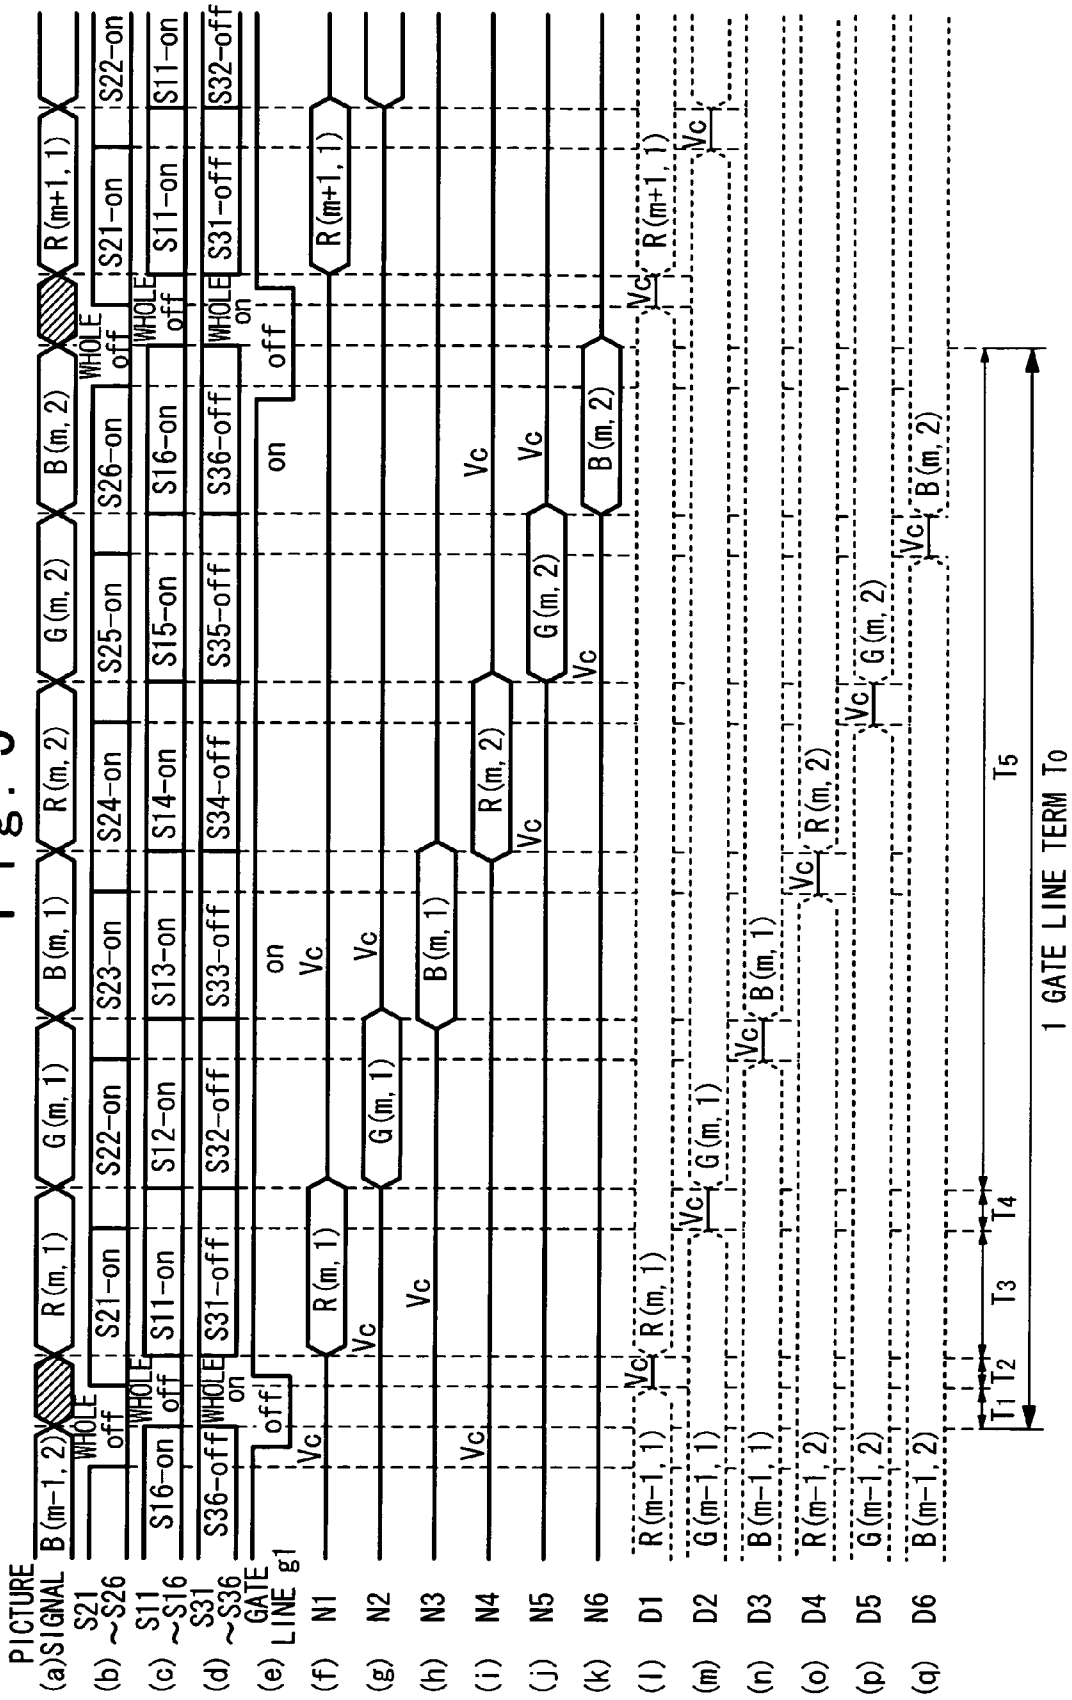 Fig. 9
PICTURE
(a) SIGNAL B(m-1, 2) R(m, 1) G(m, 1) B(m, 1) R(m, 2) G(m, 2) B(m, 2) R(m+1, 1)
(b) S21 ~S26 WHOLE off S21-on S22-on S23-on S24-on S25-on S26-on WHOLE off S21-on S22-on
(c) S11 ~S16 S16-on WHOLE off S11-on S12-on S13-on S14-on S15-on S16-on WHOLE off S11-on S11-on
(d) S31 ~S36 S36-off WHOLE on S31-off S32-off S33-off S34-off S35-off S36-off WHOLE on S31-off S32-off
(e) GATE LINE g1 off on on off
(f) N1 Vc R(m, 1) Vc R(m+1, 1)
(g) N2 Vc G(m, 1) Vc
(h) N3 Vc B(m, 1)
(i) N4 Vc R(m, 2) Vc
(j) N5 Vc G(m, 2) Vc
(k) N6 Vc B(m, 2)
(l) D1 R(m-1, 1) Vc R(m, 1) Vc R(m+1, 1)
(m) D2 G(m-1, 1) Vc G(m, 1) Vc
(n) D3 B(m-1, 1) Vc B(m, 1)
(o) D4 R(m-1, 2) Vc R(m, 2)
(p) D5 G(m-1, 2) Vc G(m, 2)
(q) D6 B(m-1, 2) Vc B(m, 2)
T1 T2 T3 T4 T5
1 GATE LINE TERM T0